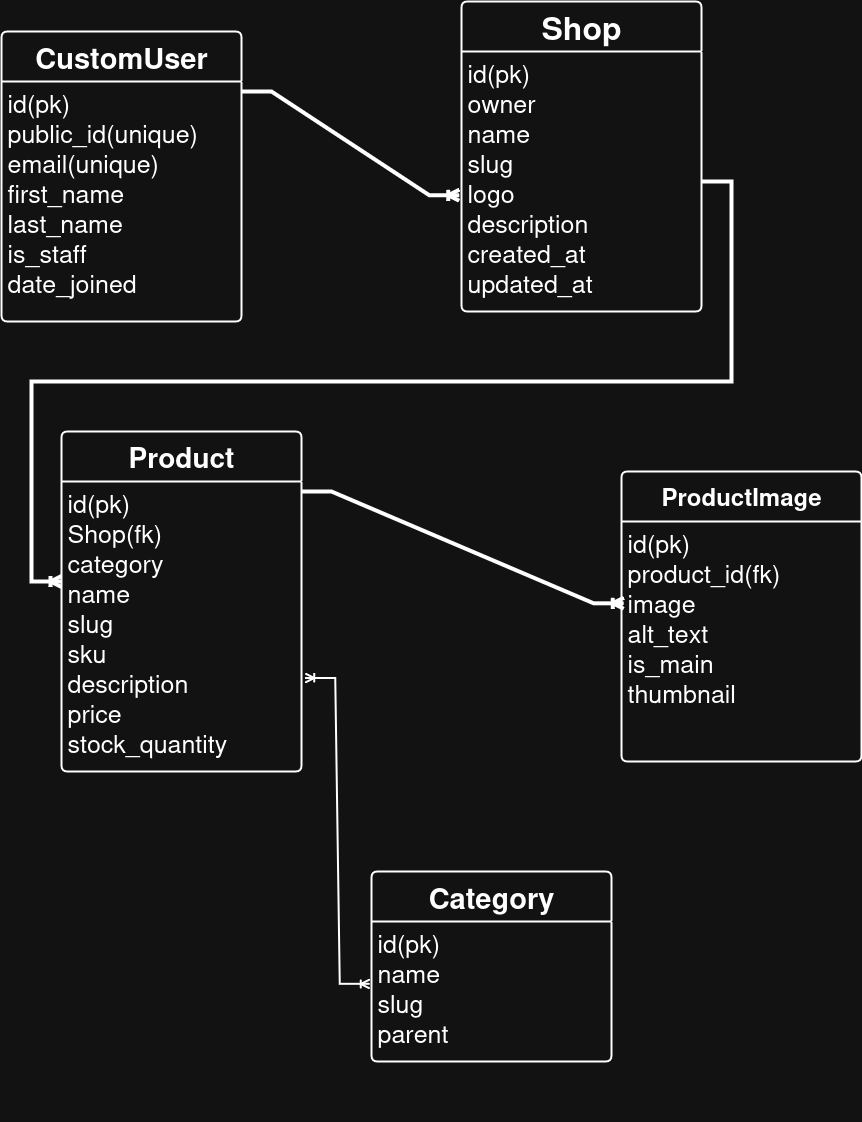 CustomUser
id(pk)
public_id(unique)
email(unique)
first_name
last_name
is_staff
date_joined
Shop
id(pk)
owner
name
slug
logo
description
created_at
updated_at
Product
id(pk)
Shop(fk)
category
name
slug
sku
description
price
stock_quantity
ProductImage
id(pk)
product_id(fk)
image
alt_text
is_main
thumbnail
Category
id(pk)
name
slug
parent